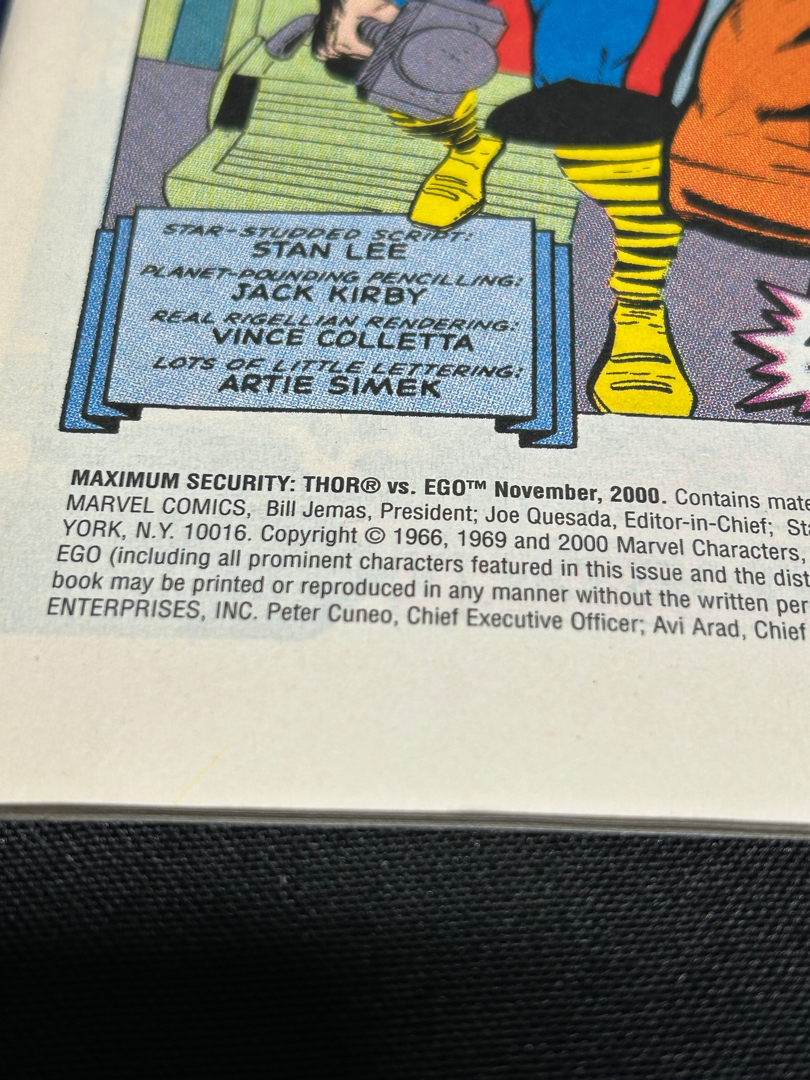 STAR-STUDDED SCRIPT:
STAN LEE
PLANET-POUNDING PENCILLING:
JACK KIRBY
REAL RIGELLIAN RENDERING:
VINCE COLLETTA
LOTS OF LITTLE LETTERING:
ARTIE SIMEK
MAXIMUM SECURITY: THOR® vs. EGO™ November, 2000. Contains mate
MARVEL COMICS, Bill Jemas, President; Joe Quesada, Editor-in-Chief; Sta
YORK, N.Y. 10016. Copyright © 1966, 1969 and 2000 Marvel Characters,
EGO (including all prominent characters featured in this issue and the dist
book may be printed or reproduced in any manner without the written per
ENTERPRISES, INC. Peter Cuneo, Chief Executive Officer; Avi Arad, Chief